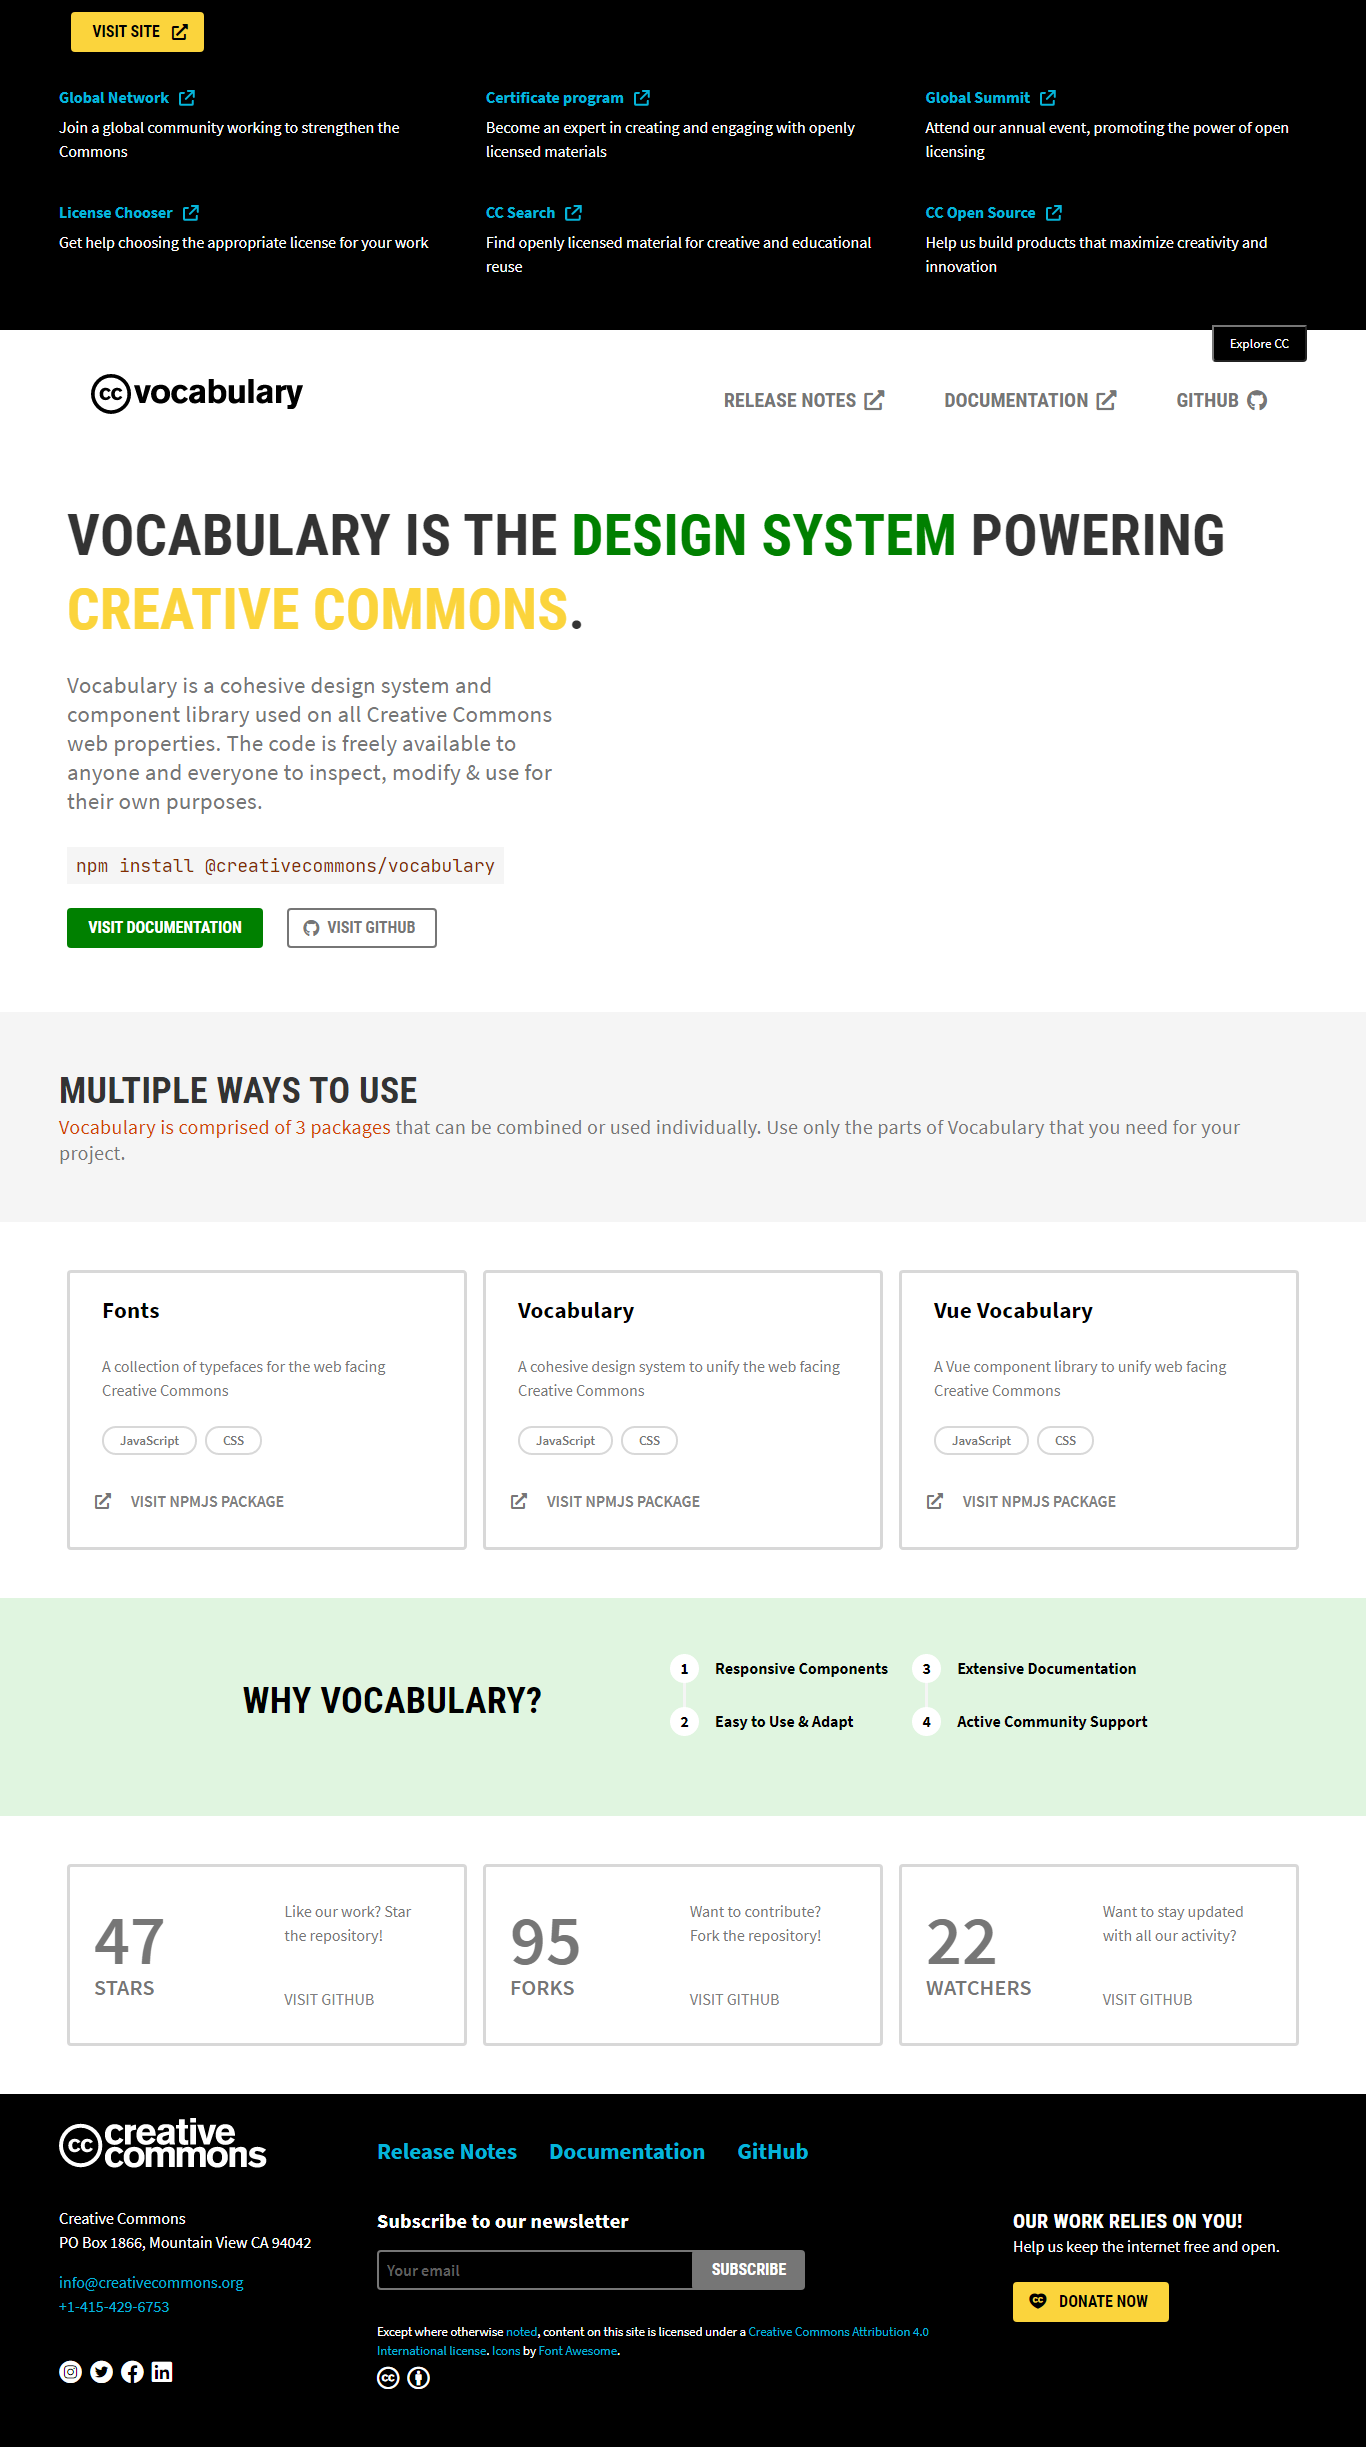 VISIT SITE
Global Network
Join a global community working to strengthen the
Commons
Certificate program
Become an expert in creating and engaging with openly
licensed materials
Global Summit
Attend our annual event, promoting the power of open
licensing
License Chooser
Get help choosing the appropriate license for your work
CC Search
Find openly licensed material for creative and educational
reuse
CC Open Source
Help us build products that maximize creativity and
innovation
Explore CC
cc vocabulary
RELEASE NOTES
DOCUMENTATION
GITHUB
VOCABULARY IS THE DESIGN SYSTEM POWERING
CREATIVE COMMONS.
Vocabulary is a cohesive design system and
component library used on all Creative Commons
web properties. The code is freely available to
anyone and everyone to inspect, modify & use for
their own purposes.
npm install @creativecommons/vocabulary
VISIT DOCUMENTATION
VISIT GITHUB
MULTIPLE WAYS TO USE
Vocabulary is comprised of 3 packages that can be combined or used individually. Use only the parts of Vocabulary that you need for your
project.
Fonts
A collection of typefaces for the web facing
Creative Commons
JavaScript
CSS
VISIT NPMJS PACKAGE
Vocabulary
A cohesive design system to unify the web facing
Creative Commons
JavaScript
CSS
VISIT NPMJS PACKAGE
Vue Vocabulary
A Vue component library to unify web facing
Creative Commons
JavaScript
CSS
VISIT NPMJS PACKAGE
WHY VOCABULARY?
1 Responsive Components
2 Easy to Use & Adapt
3 Extensive Documentation
4 Active Community Support
47
STARS
Like our work? Star
the repository!
VISIT GITHUB
95
FORKS
Want to contribute?
Fork the repository!
VISIT GITHUB
22
WATCHERS
Want to stay updated
with all our activity?
VISIT GITHUB
cc creative
commons
Creative Commons
PO Box 1866, Mountain View CA 94042
info@creativecommons.org
+1-415-429-6753
Release Notes
Documentation
GitHub
Subscribe to our newsletter
Your email
SUBSCRIBE
Except where otherwise noted, content on this site is licensed under a Creative Commons Attribution 4.0
International license. Icons by Font Awesome.
cc
OUR WORK RELIES ON YOU!
Help us keep the internet free and open.
DONATE NOW